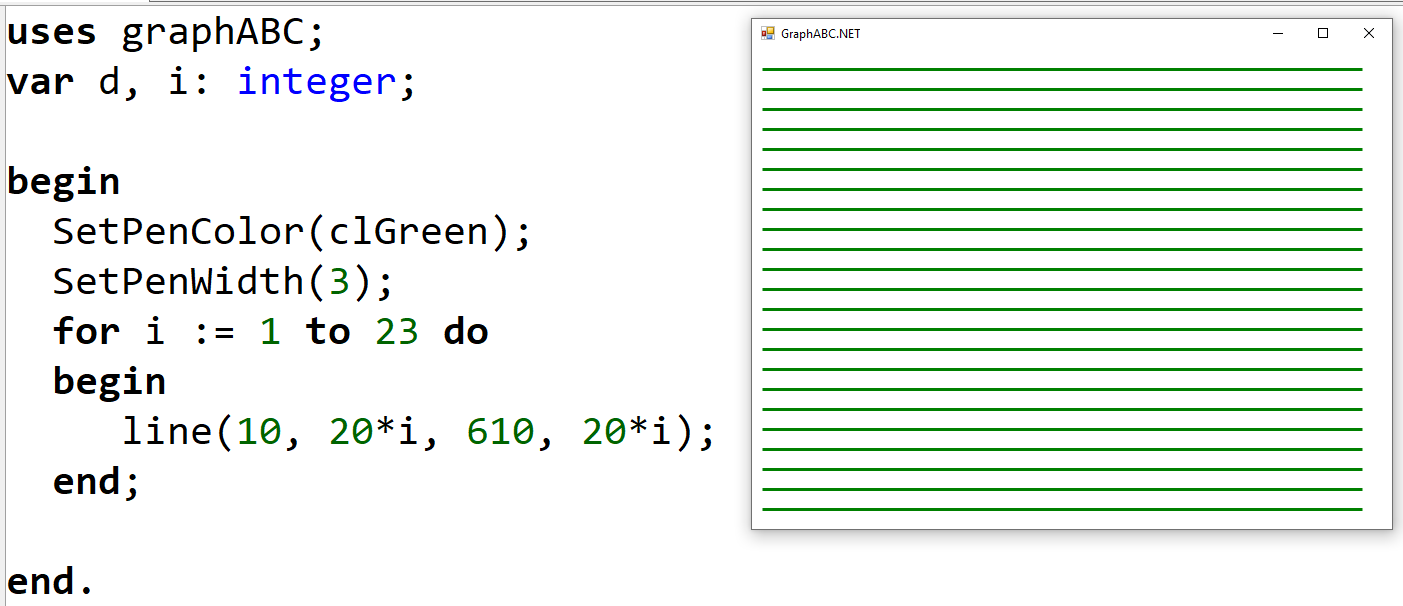 uses graphABC;
var d, i: integer;
begin
SetPenColor(clGreen);
SetPenWidth(3);
for i := 1 to 23 do
begin
line(10, 20*i, 610, 20*i);
end;
end.
GraphABC.NET